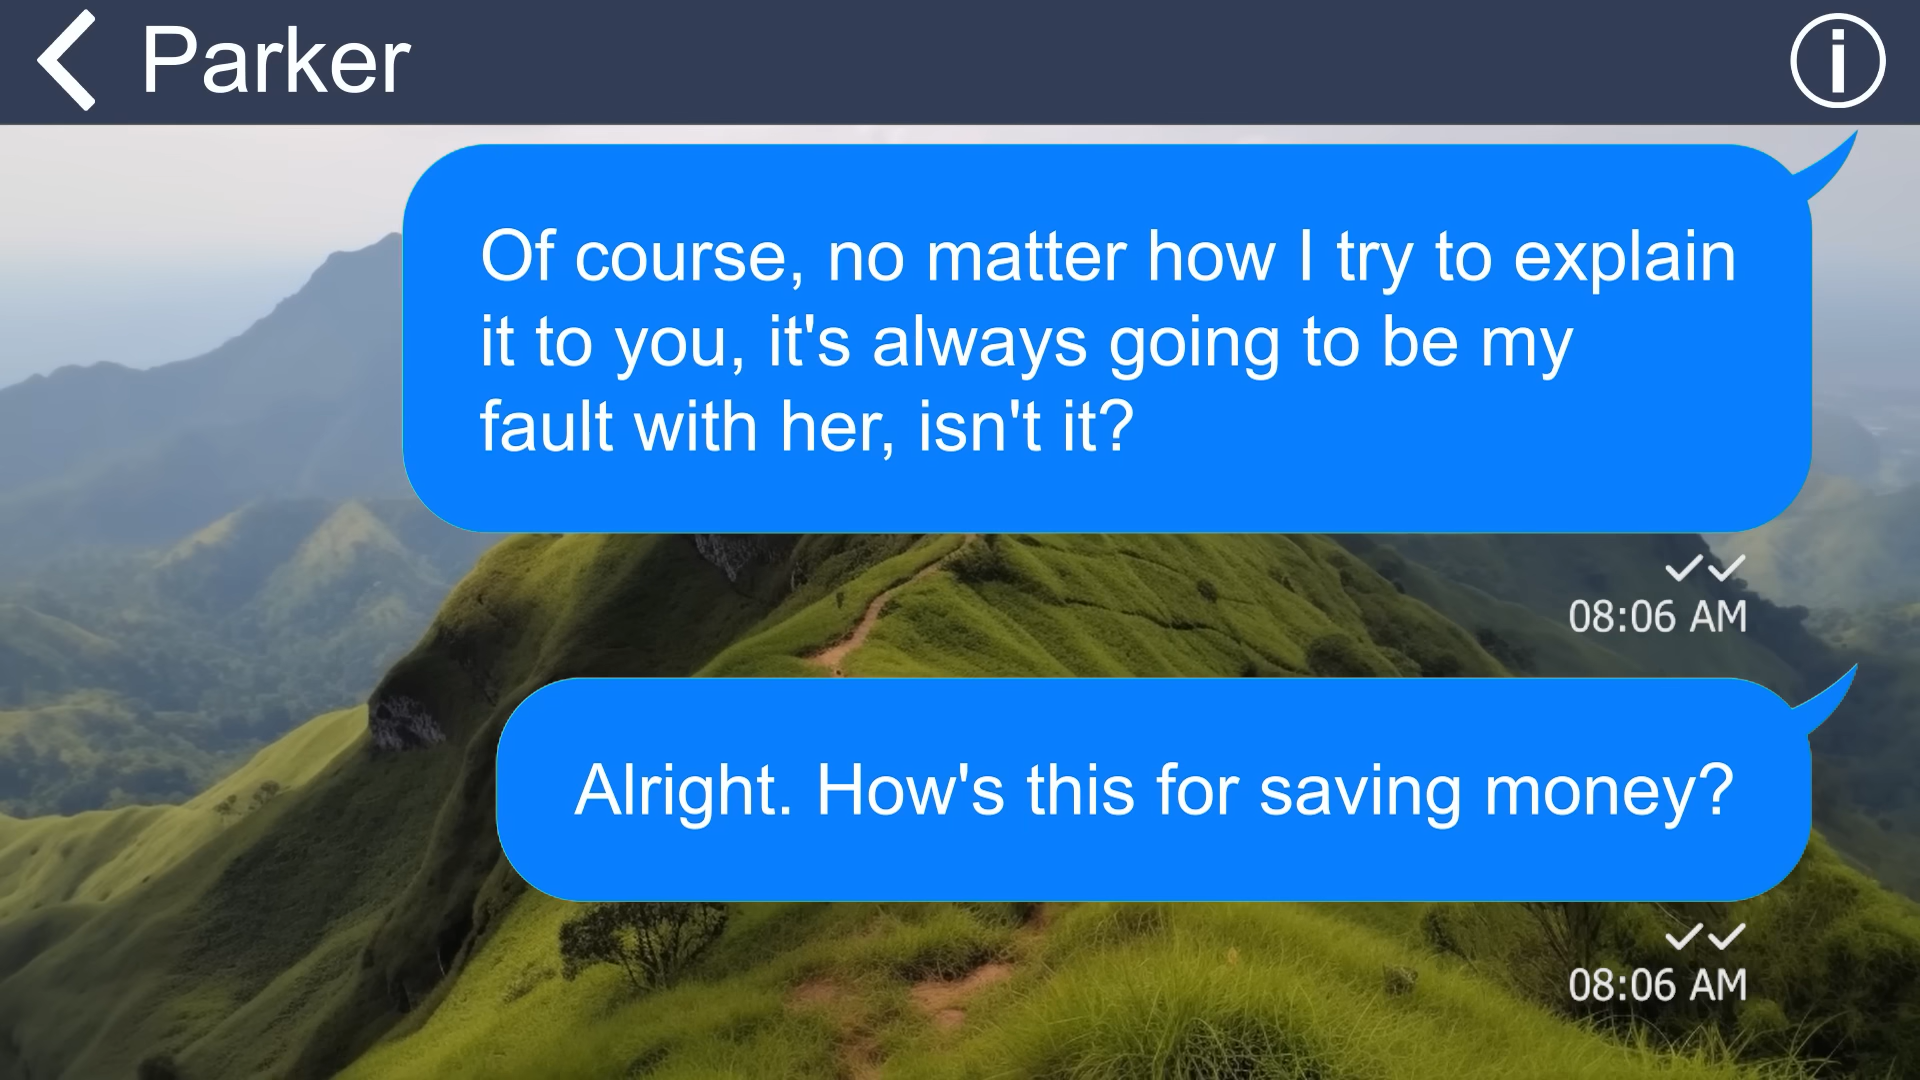 Parker
Of course, no matter how I try to explain
it to you, it's always going to be my
fault with her, isn't it?
08:06 AM
Alright. How's this for saving money?
08:06 AM